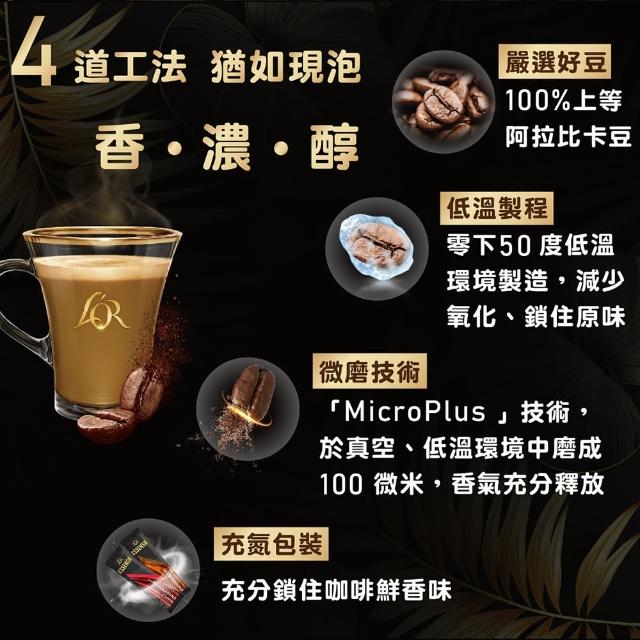 4 道工法 猶如現泡
香・濃・醇
嚴選好豆
100%上等
阿拉比卡豆
低溫製程
零下50度低溫
環境製造，減少
氧化、鎖住原味
L'OR
微磨技術
「MicroPlus」技術，
於真空、低溫環境中磨成
100 微米，香氣充分釋放
充氮包裝
充分鎖住咖啡鮮香味
L'OR
ESSENSO
ESSENSO